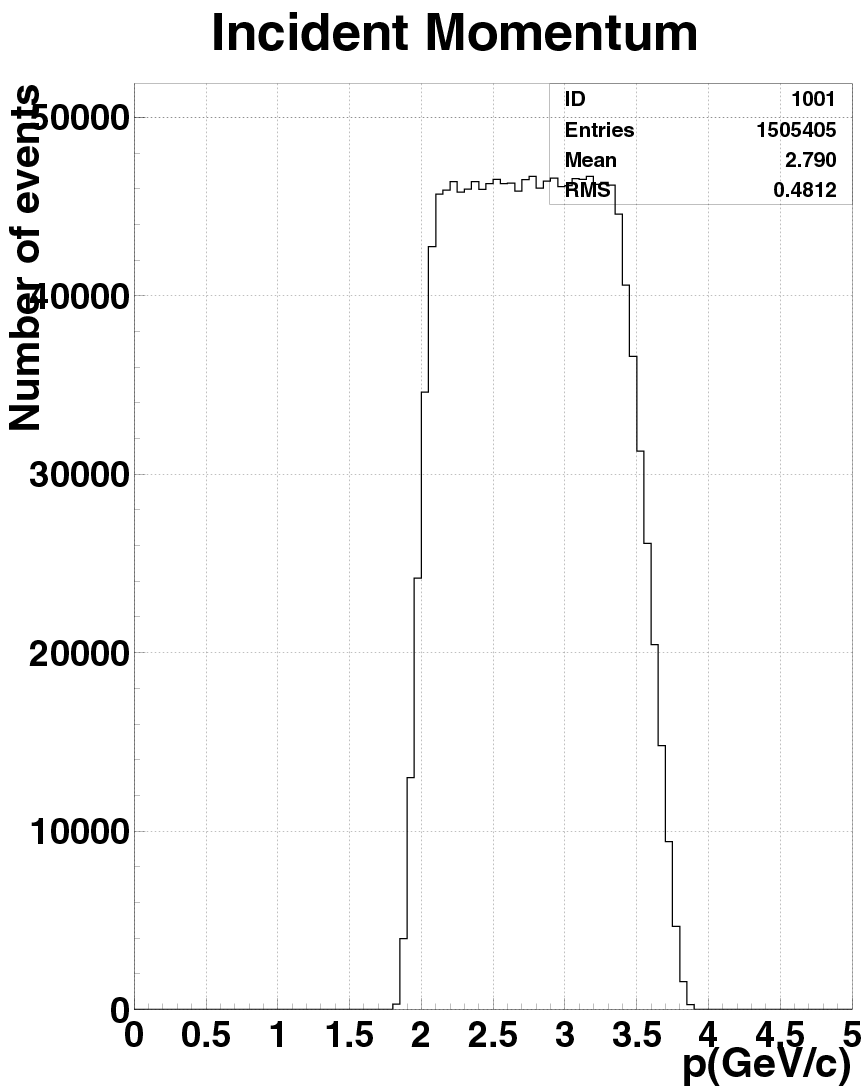 Incident Momentum
ID 1001
Entries 1505405
Mean 2.790
RMS 0.4812
Number of events
50000
40000
30000
20000
10000
0
0 0.5 1 1.5 2 2.5 3 3.5 4 4.5 5
p(GeV/c)